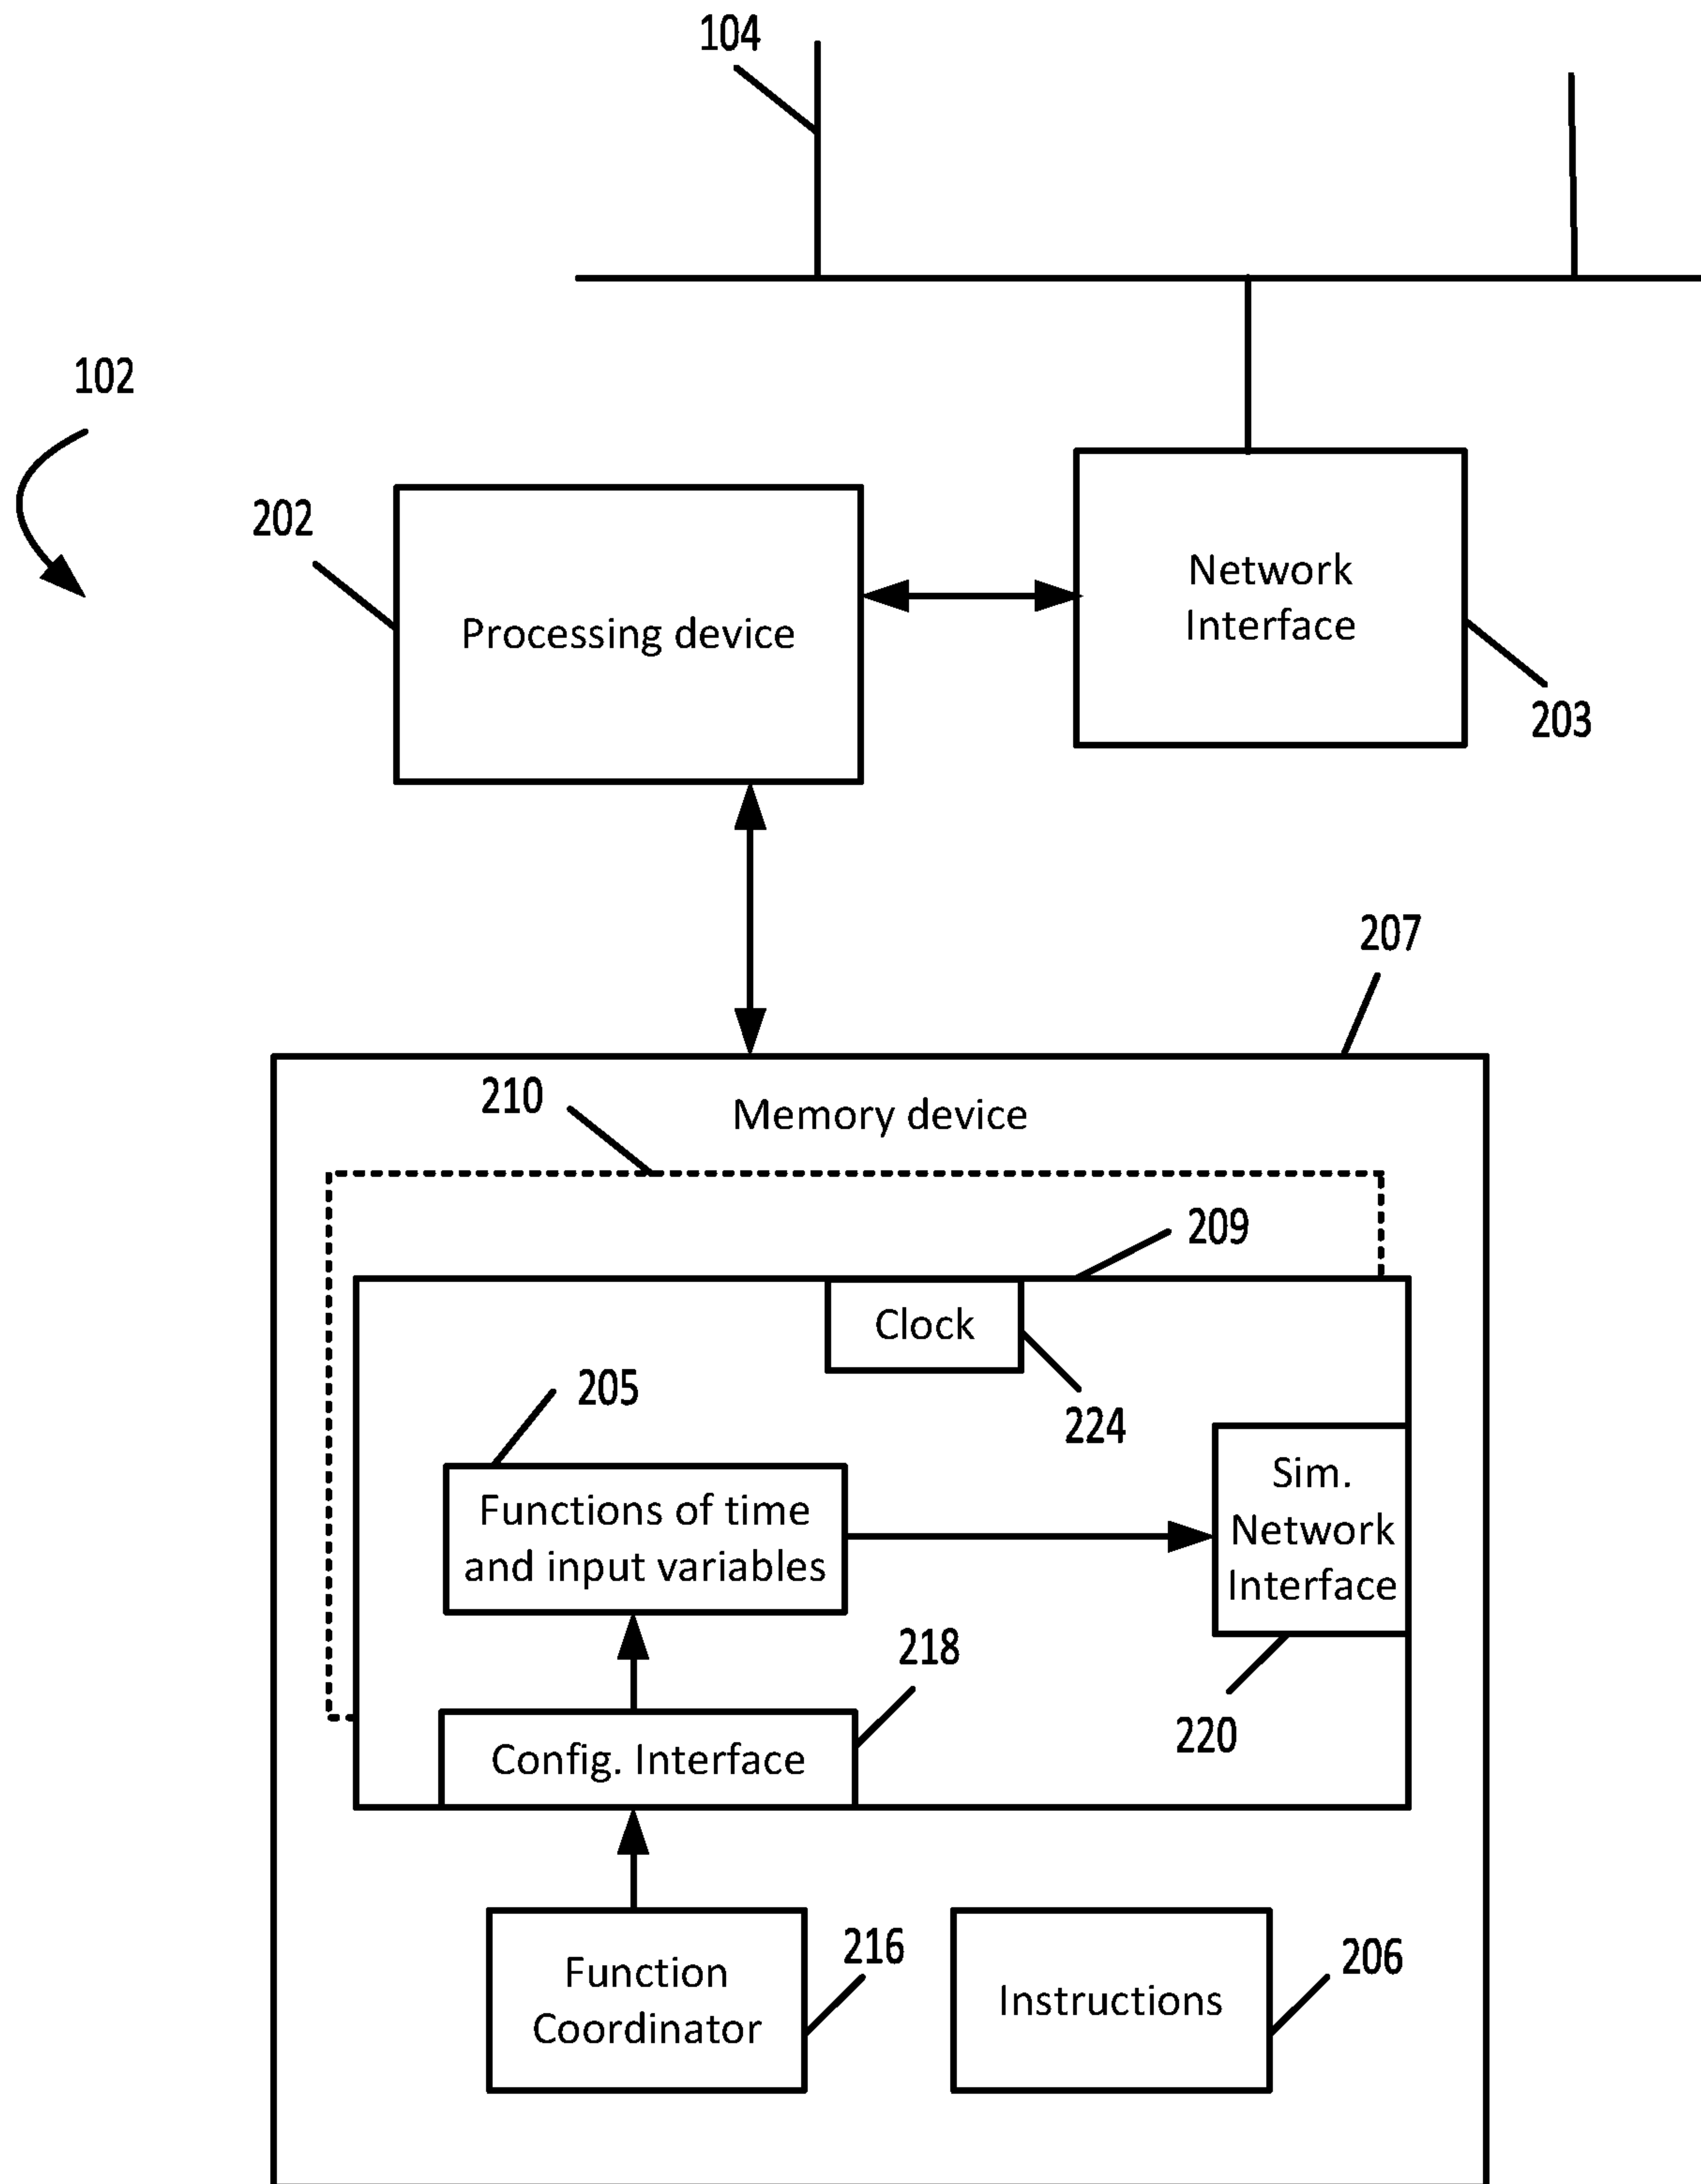 104
102
202
Processing device
Network
Interface
203
207
210
Memory device
209
Clock
224
205
Functions of time
and input variables
Sim.
Network
Interface
218
220
Config. Interface
Function
Coordinator
216
Instructions
206